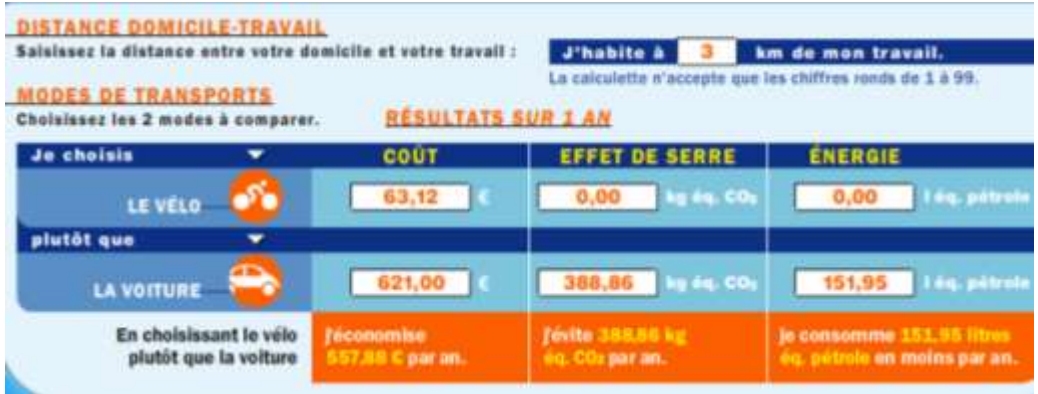 DISTANCE DOMICILE-TRAVAIL
Saisissez la distance entre votre domicile et votre travail :
J'habite à 3 km de mon travail.
La calculette n'accepte que les chiffres ronds de 1 à 99.
MODES DE TRANSPORTS
Choisissez les 2 modes à comparer.
RÉSULTATS SUR 1 AN
Je choisis COÛT EFFET DE SERRE ÉNERGIE
LE VÉLO 63,12 € 0,00 kg éq. CO₂ 0,00 l éq. pétrole
plutôt que
LA VOITURE 621,00 € 388,86 kg éq. CO₂ 151,95 l éq. pétrole
En choisissant le vélo
plutôt que la voiture
j'économise
557,88 € par an.
j'évite 388,86 kg
éq. CO₂ par an.
je consomme 151,95 litres
éq. pétrole en moins par an.